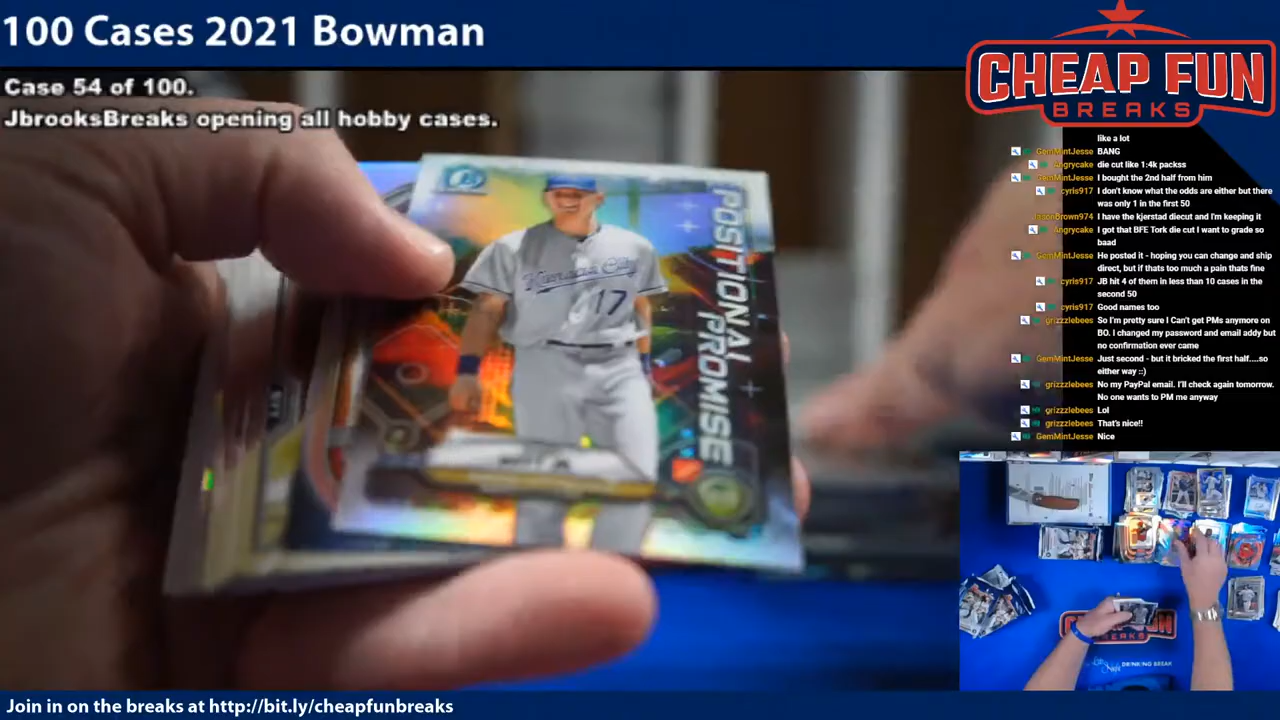 100 Cases 2021 Bowman
Case 54 of 100.
JbrooksBreaks opening all hobby cases.
CHEAP FUN
BREAKS
like a lot
GemMintJesse BANG
Angrycake die cut like 1:4k packss
GemMintJesse I bought the 2nd half from him
cyris917 I don't know what the odds are either but there
was only 1 in the first 50
JasonBrown974 I have the kjerstad diecut and I'm keeping it
Angrycake I got that BFE Tork die cut I want to grade so
baad
GemMintJesse He posted it - hoping you can change and ship
direct, but if thats too much a pain thats fine
cyris917 JB hit 4 of them in less than 10 cases in the
second 50
cyris917 Good names too
grizzzlebees So I'm pretty sure I Can't get PMs anymore on
BO. I changed my password and email addy but
no confirmation ever came
GemMintJesse Just second - but it bricked the first half....so
either way ::)
grizzzlebees No my PayPal email. I'll check again tomorrow.
No one wants to PM me anyway
grizzzlebees Lol
grizzzlebees That's nice!!
GemMintJesse Nice
POSITIONAL
PROMISE
Kansas City
17
CHEAP FUN
BREAKS
DRINKING BREAK
Join in on the breaks at http://bit.ly/cheapfunbreaks